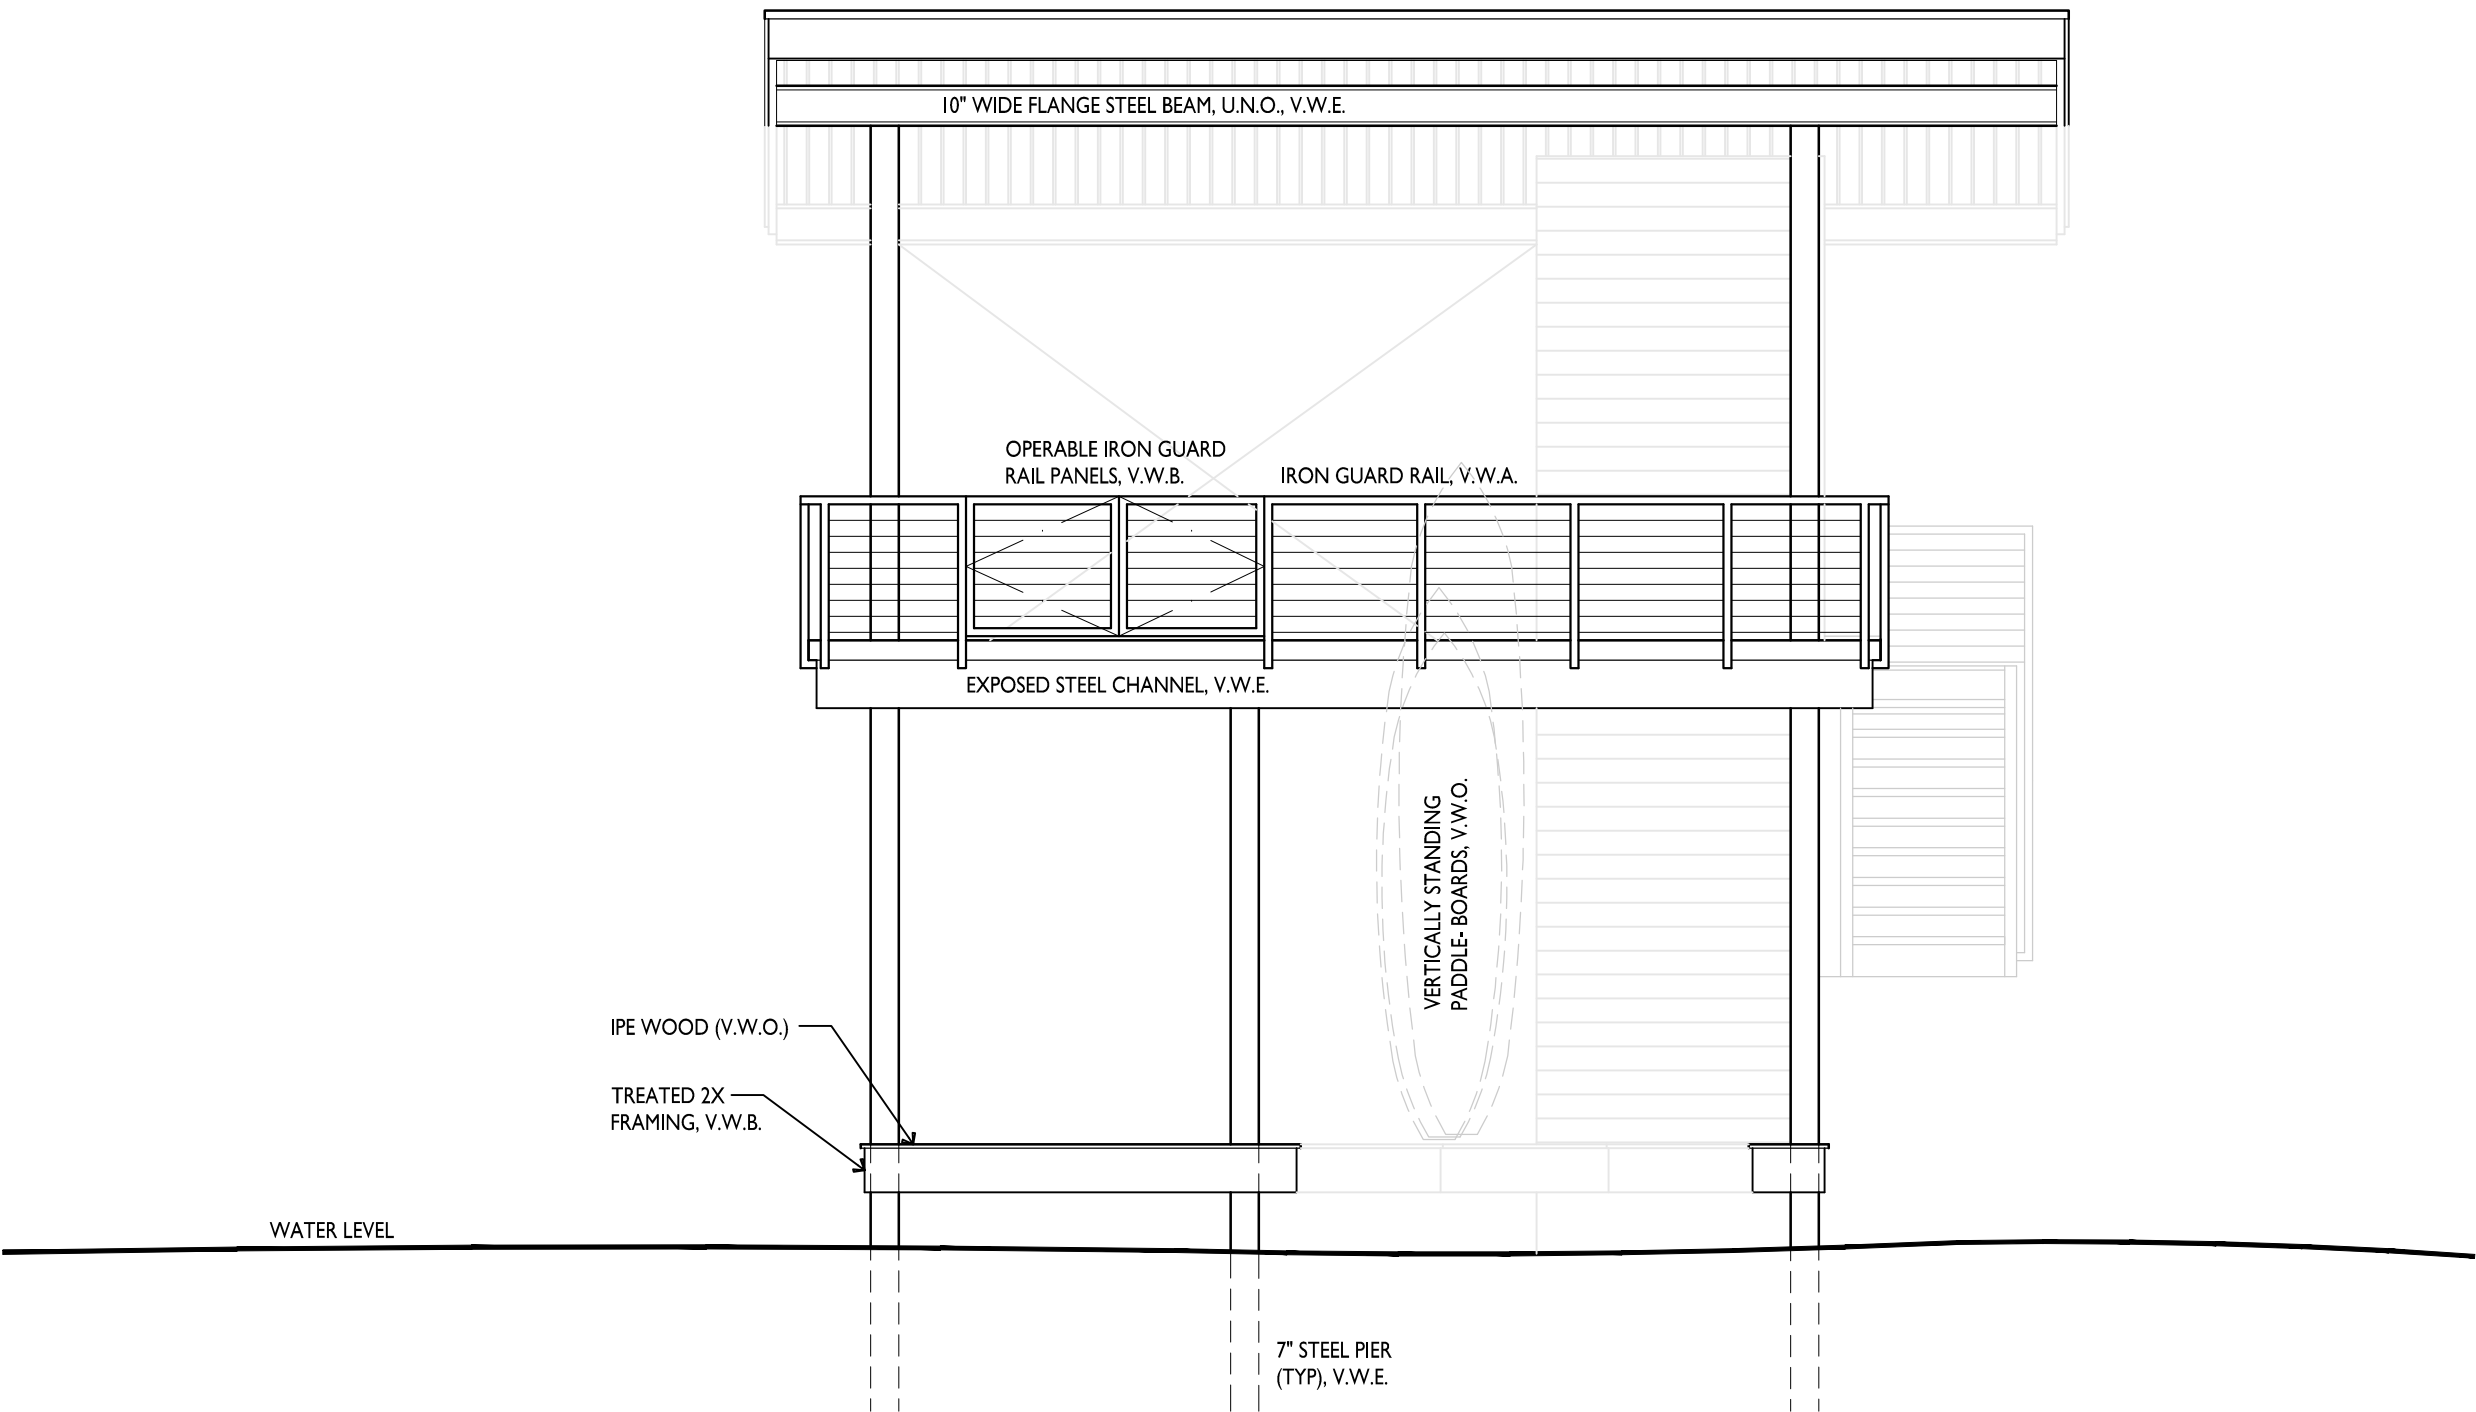 10" WIDE FLANGE STEEL BEAM, U.N.O., V.W.E.
OPERABLE IRON GUARD
RAIL PANELS, V.W.B.
IRON GUARD RAIL, V.W.A.
EXPOSED STEEL CHANNEL, V.W.E.
VERTICALLY STANDING
PADDLE- BOARDS, V.W.O.
IPE WOOD (V.W.O.)
TREATED 2X
FRAMING, V.W.B.
WATER LEVEL
7" STEEL PIER
(TYP), V.W.E.